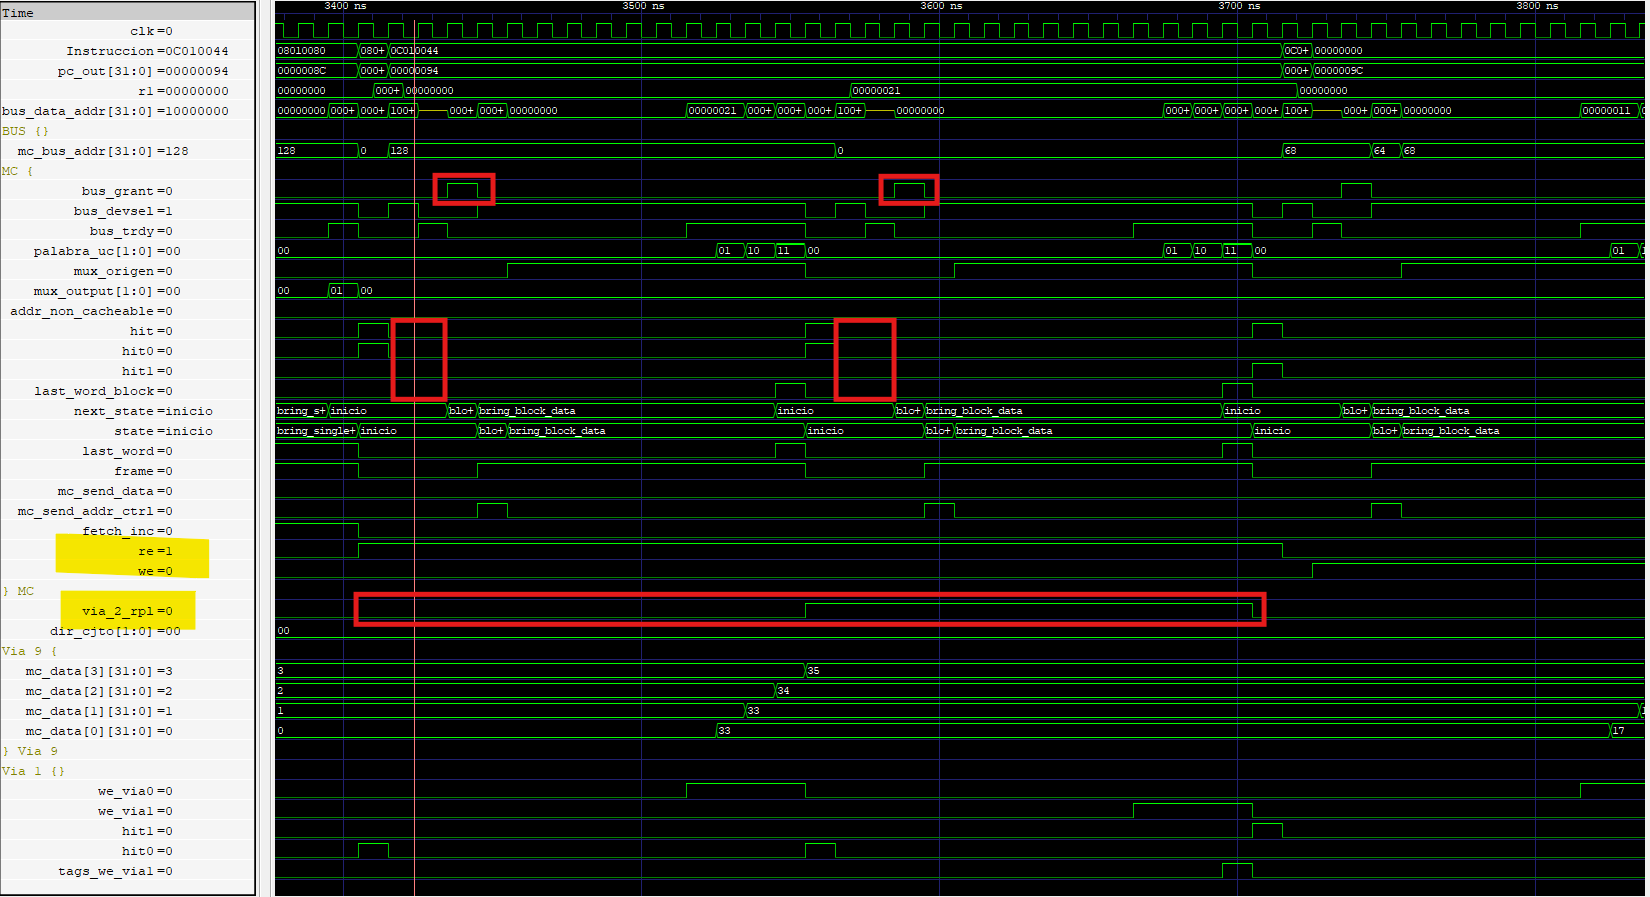 Time 3400 ns 3500 ns 3600 ns 3700 ns 3800 ns
clk=0
Instruccion=0C010044 08010080 080+ 0C010044 0C0+ 00000000
pc_out[31:0]=00000094 0000008C 000+ 00000094 000+ 0000009C
r1=00000000 00000000 000+ 00000000 00000021 00000000
bus_data_addr[31:0]=10000000 00000000 000+ 000+ 100+ 000+ 000+ 00000000 00000021 000+ 000+ 000+ 100+ 00000000 000+ 000+ 000+ 000+ 100+ 000+ 000+ 00000000 00000011
BUS {}
mc_bus_addr[31:0]=128 128 0 128 0 68 64 68
MC {
bus_grant=0
bus_devsel=1
bus_trdy=0
palabra_uc[1:0]=00 00 01 10 11 00 01 10 11 00 01
mux_origen=0
mux_output[1:0]=00 00 01 00
addr_non_cacheable=0
hit=0
hit0=0
hit1=0
last_word_block=0
next_state=inicio bring_s+ inicio blo+ bring_block_data inicio blo+ bring_block_data inicio blo+ bring_block_data
state=inicio bring_single+ inicio blo+ bring_block_data inicio blo+ bring_block_data inicio blo+ bring_block_data
last_word=0
frame=0
mc_send_data=0
mc_send_addr_ctrl=0
fetch_inc=0
re=1
we=0
} MC
via_2_rpl=0
dir_cjto[1:0]=00 00
Via 9 {
mc_data[3][31:0]=3 3 35
mc_data[2][31:0]=2 2 34
mc_data[1][31:0]=1 1 33
mc_data[0][31:0]=0 0 33 17
} Via 9
Via 1 {}
we_via0=0
we_via1=0
hit1=0
hit0=0
tags_we_via1=0